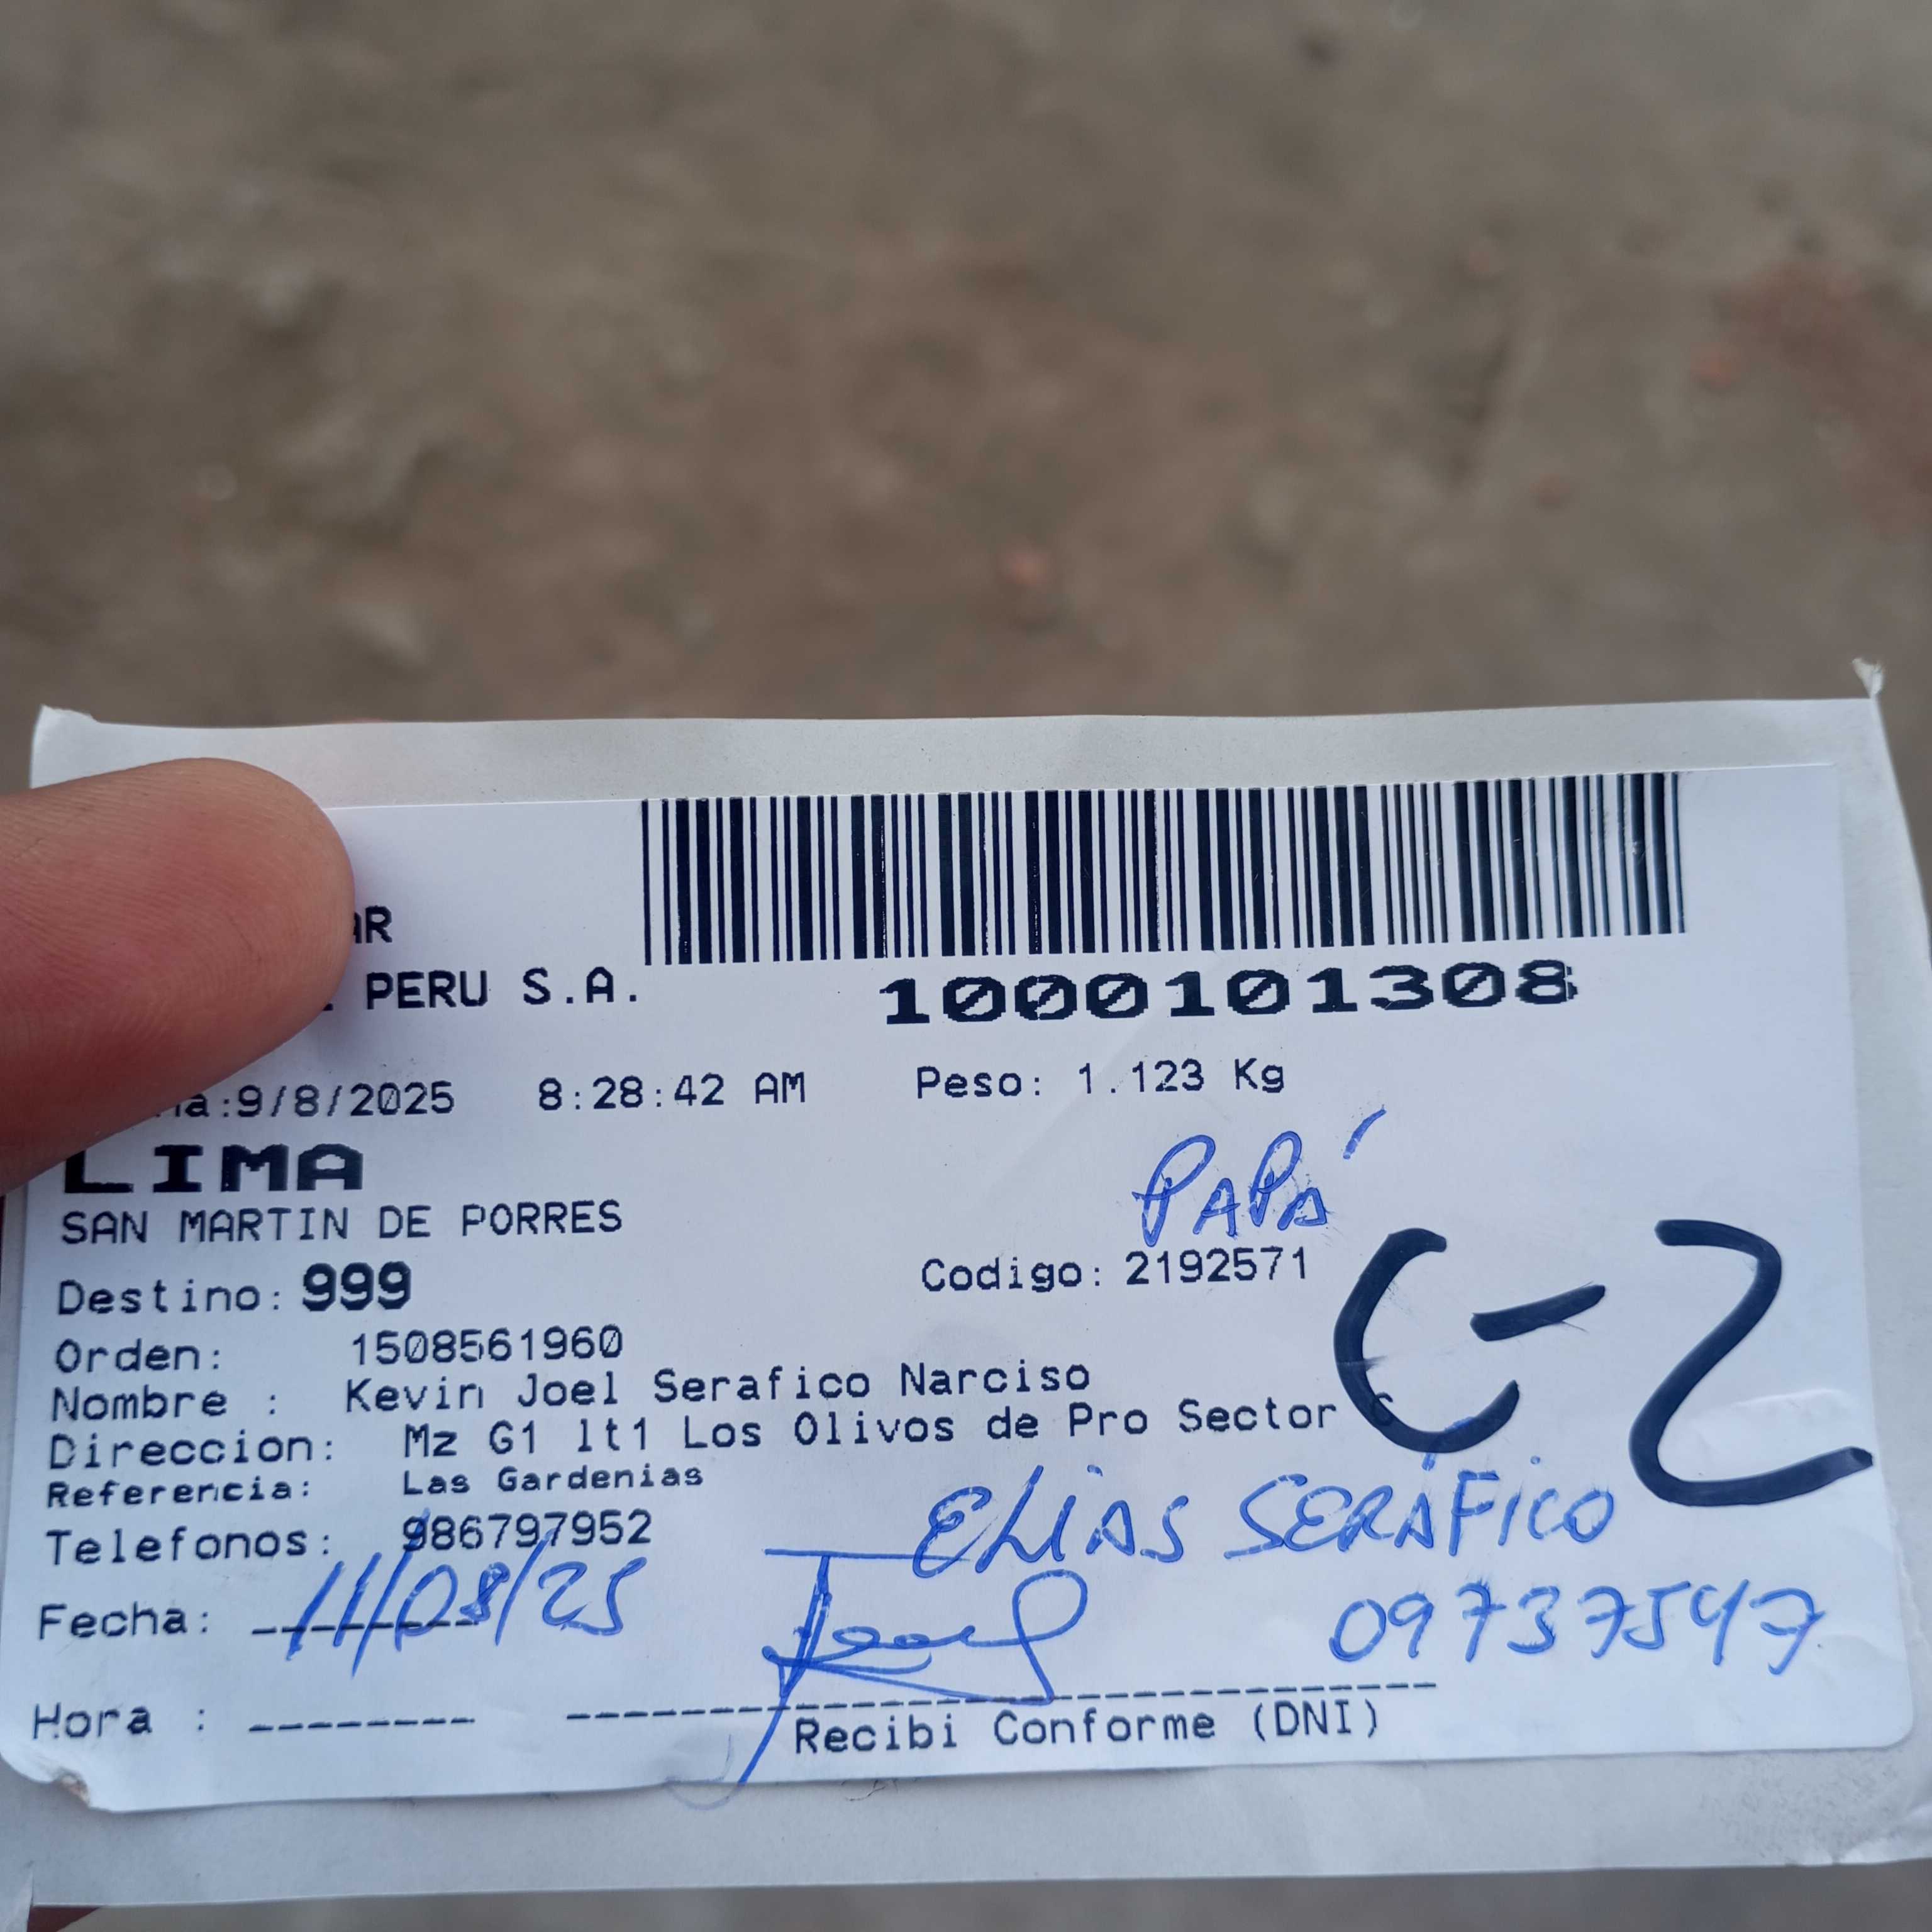 PERU S.A.
1000101308
:9/8/2025 8:28:42 AM Peso: 1.123 Kg
LIMA
PAPÁ
SAN MARTIN DE PORRES
Destino: 999 Codigo: 2192571
C-2
Orden: 1508561960
Nombre : Kevin Joel Serafico Narciso
Direccion: Mz G1 lt1 Los Olivos de Pro Sector
Referencia: Las Gardenias
Telefonos: 986797952
ELIAS SERAFICO
Fecha: 11/08/25
09737547
Hora :
Recibi Conforme (DNI)